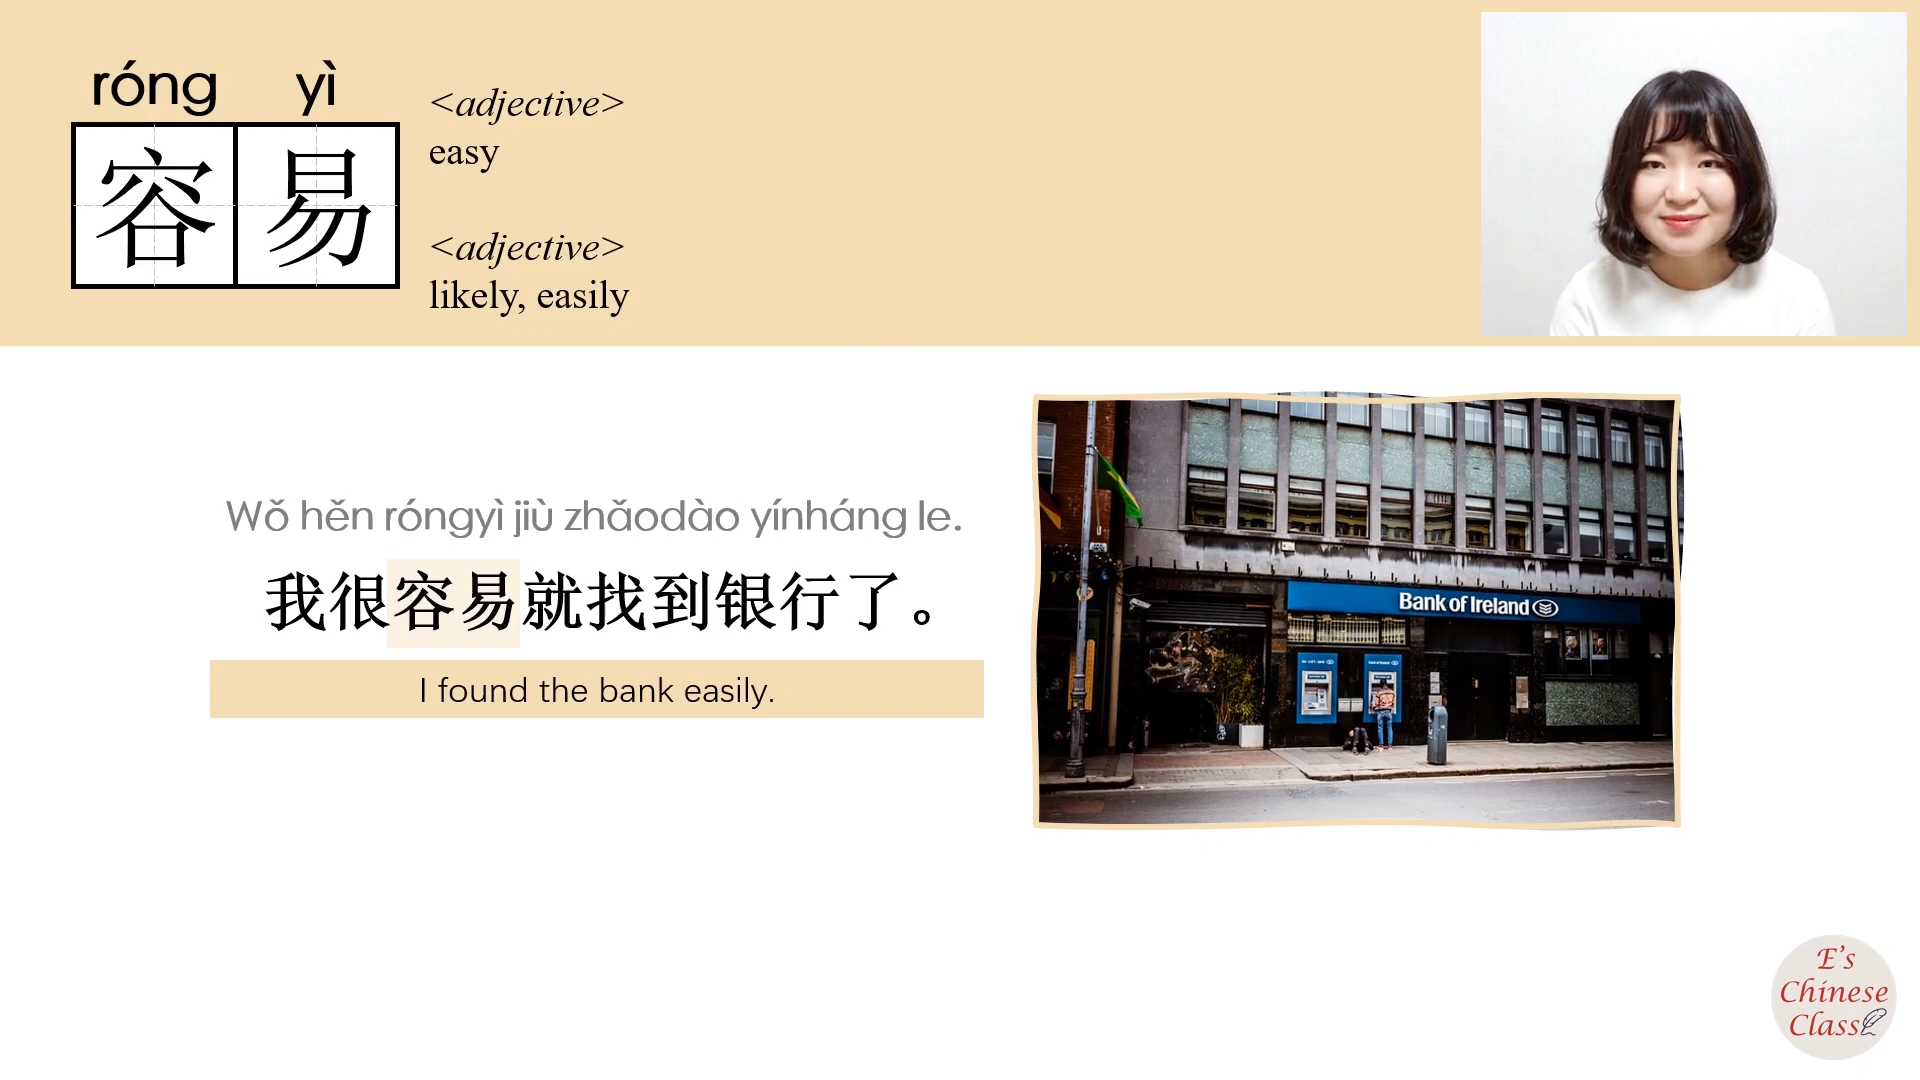 róng yì
容易
<adjective>
easy
<adjective>
likely, easily
Wǒ hěn róngyì jiù zhǎodào yínháng le.
我很容易就找到银行了。
I found the bank easily.
Bank of Ireland
E's
Chinese
Class